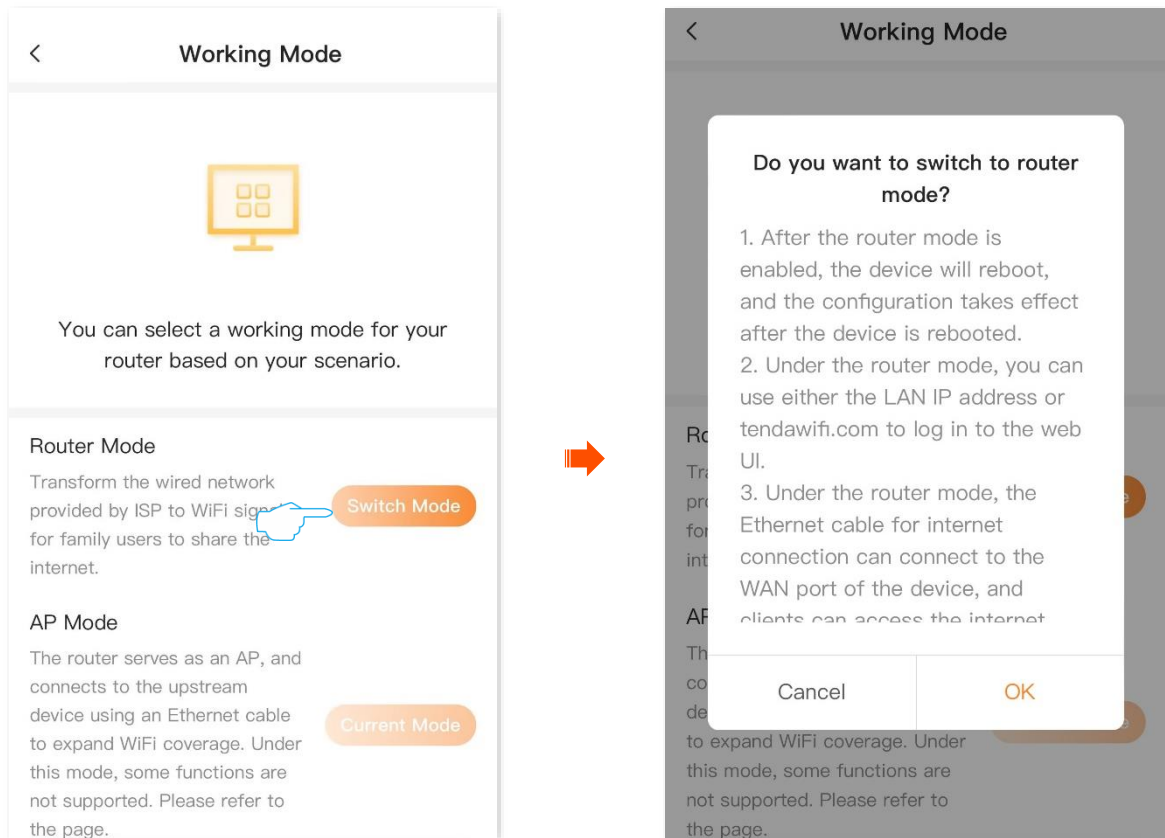 Working Mode
You can select a working mode for your
router based on your scenario.
Router Mode
Transform the wired network
provided by ISP to WiFi
for family users to share the
internet.
Switch Mode
AP Mode
The router serves as an AP, and
connects to the upstream
device using an Ethernet cable
to expand WiFi coverage. Under
this mode, some functions are
not supported. Please refer to
the page.
Current Mode
Working Mode
Do you want to switch to router
mode?
1. After the router mode is
enabled, the device will reboot,
and the configuration takes effect
after the device is rebooted.
2. Under the router mode, you can
use either the LAN IP address or
tendawifi.com to log in to the web
UI.
3. Under the router mode, the
Ethernet cable for internet
connection can connect to the
WAN port of the device, and
clients can access the internet
Cancel
OK
to expand WiFi coverage. Under
this mode, some functions are
not supported. Please refer to
the page.